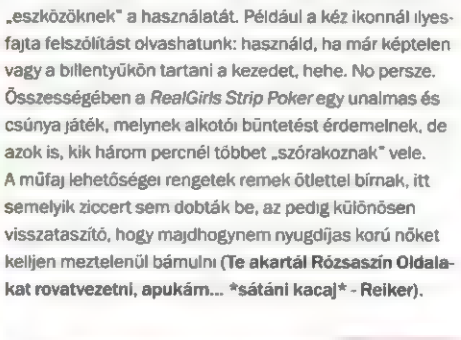 „eszközöknek" a használatát. Például a kéz ikonnál ilyes-
fajta felszólítást olvashatunk: használd, ha már képtelen
vagy a billentyűkön tartani a kezedet, hehe. No persze.
Összességében a RealGirls Strip Poker egy unalmas és
csúnya játék, melynek alkotói büntetést érdemelnek, de
azok is, kik három percnél többet „szórakoznak" vele.
A műfaj lehetőségei rengetek remek ötlettel bírnak, itt
semelyik ziccert sem dobták be, az pedig különösen
visszataszító, hogy majdhogynem nyugdíjas korú nőket
kelljen meztelenül bámulni (Te akartál Rózsaszín Oldala-
kat rovatvezetni, apukám... *sátáni kacaj* - Reiker).